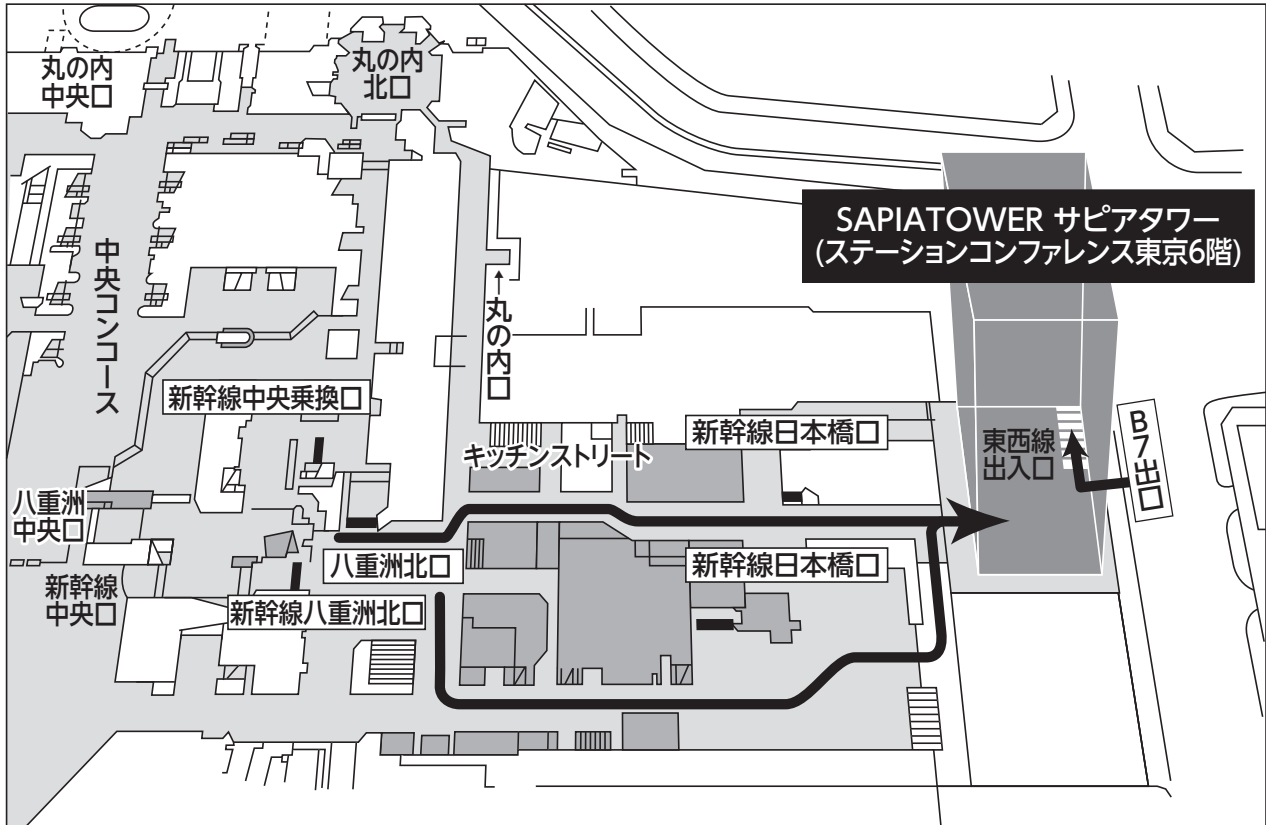 丸の内
中央口
丸の内
北口
SAPIATOWER サピアタワー
(ステーションコンファレンス東京6階)
中央コンコース
←丸の内口
新幹線中央乗換口
新幹線日本橋口
キッチンストリート
東西線
出入口
B7出口
八重洲
中央口
八重洲北口
新幹線日本橋口
新幹線
中央口
新幹線八重洲北口